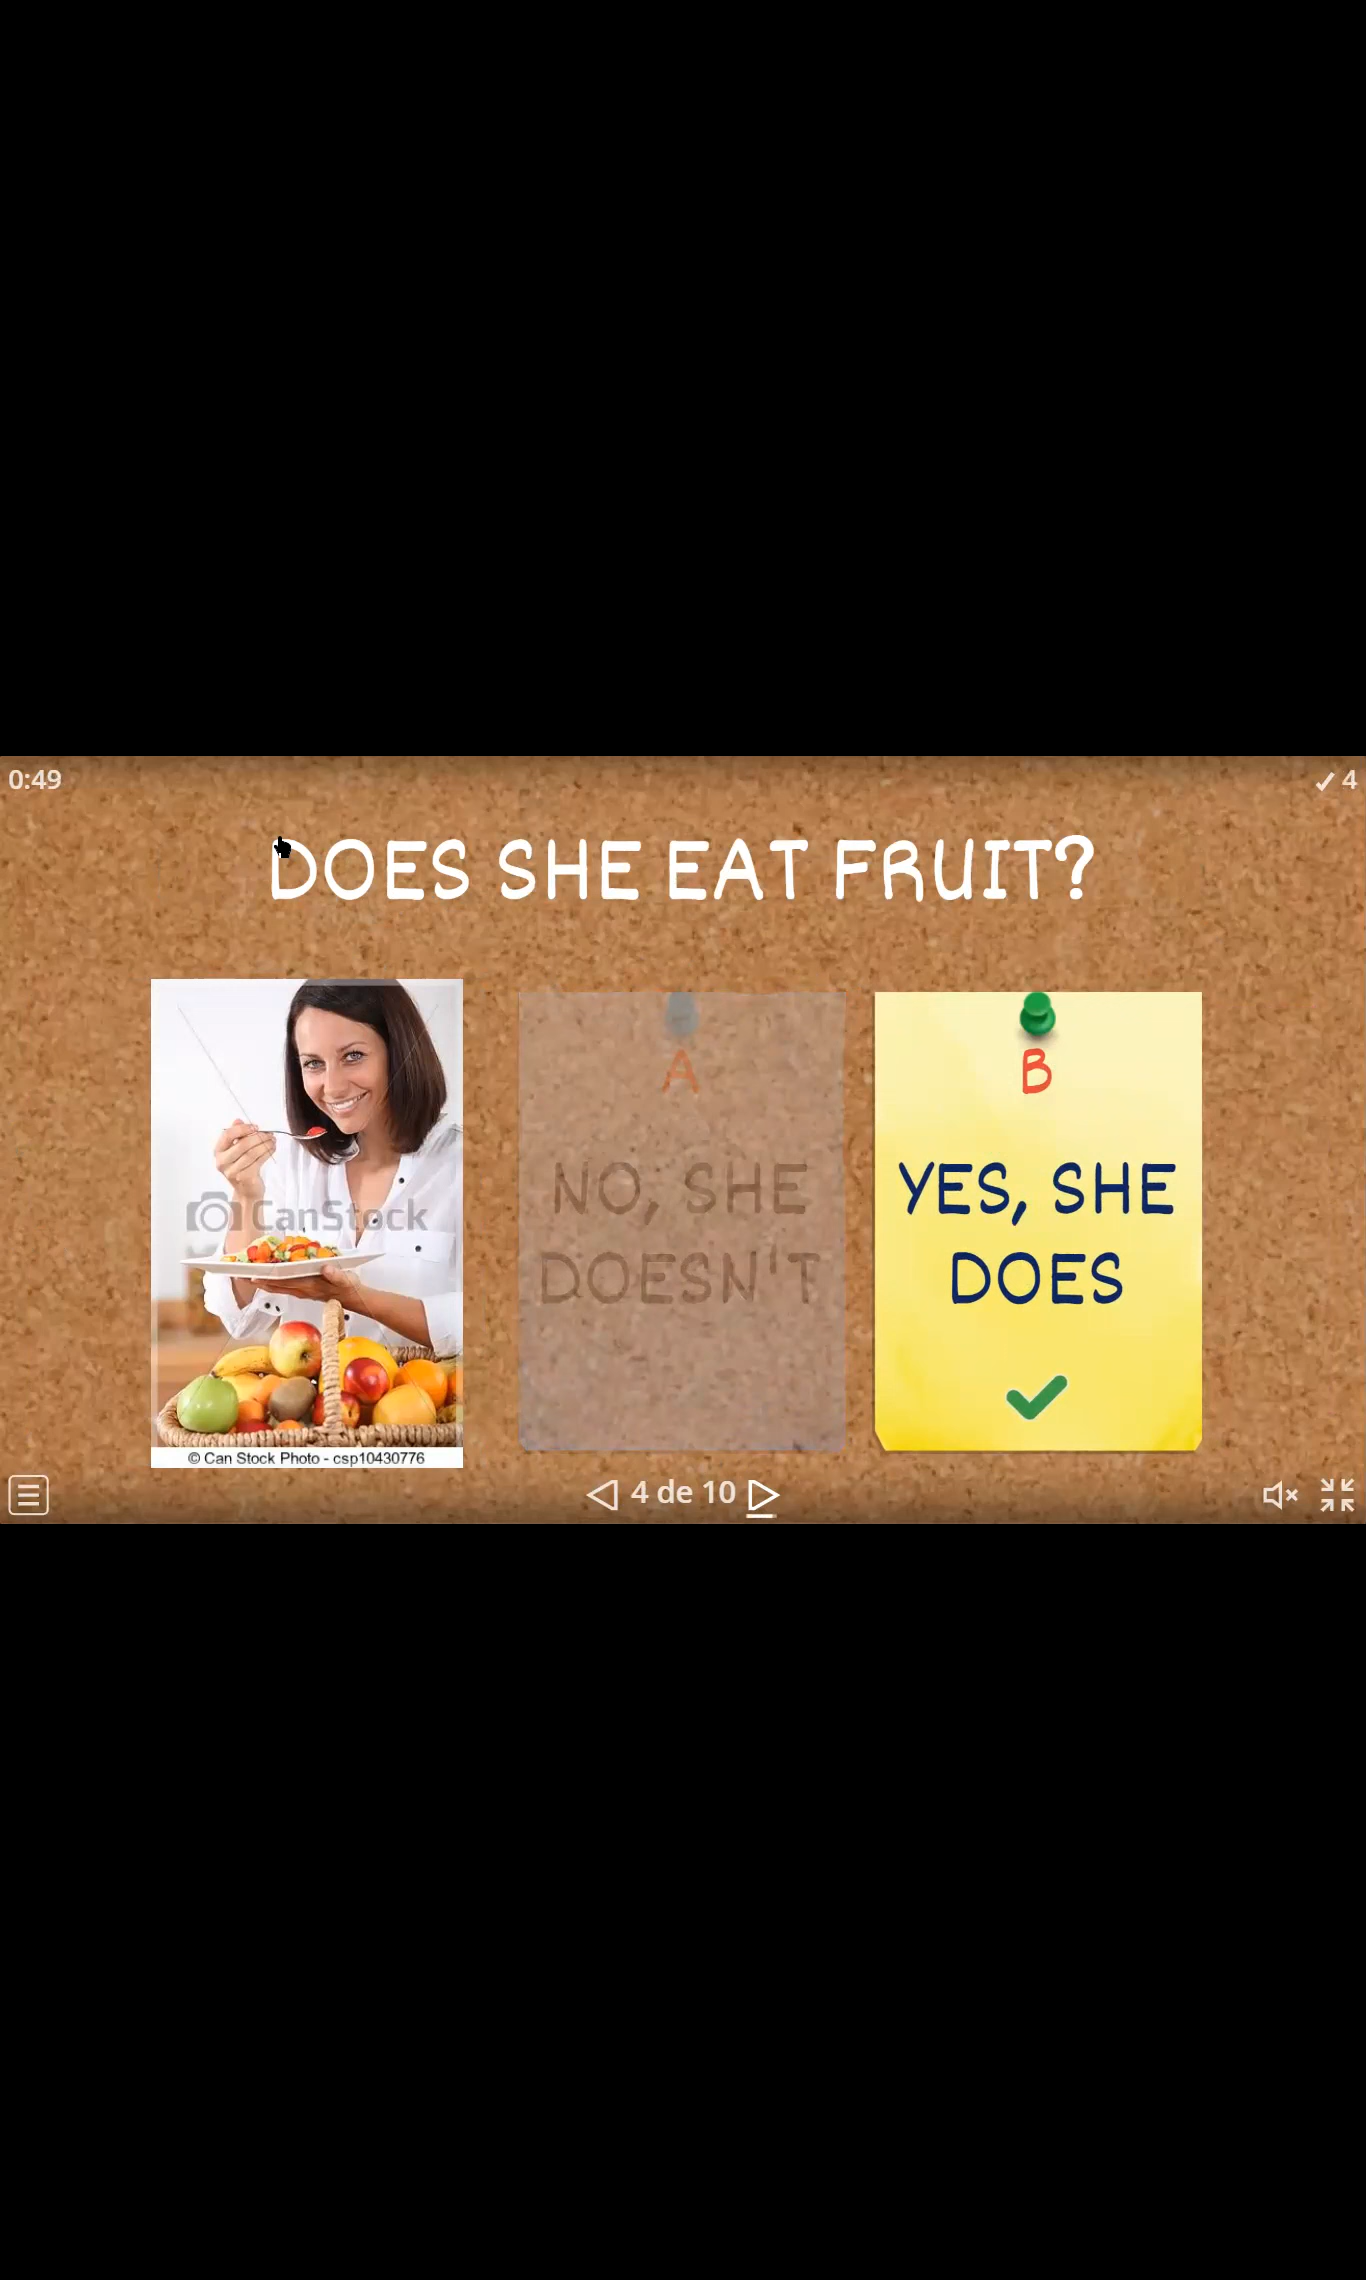 0:49
4
DOES SHE EAT FRUIT?
A
NO, SHE
DOESN'T
B
YES, SHE
DOES
CanStock
© Can Stock Photo - csp10430776
4 de 10